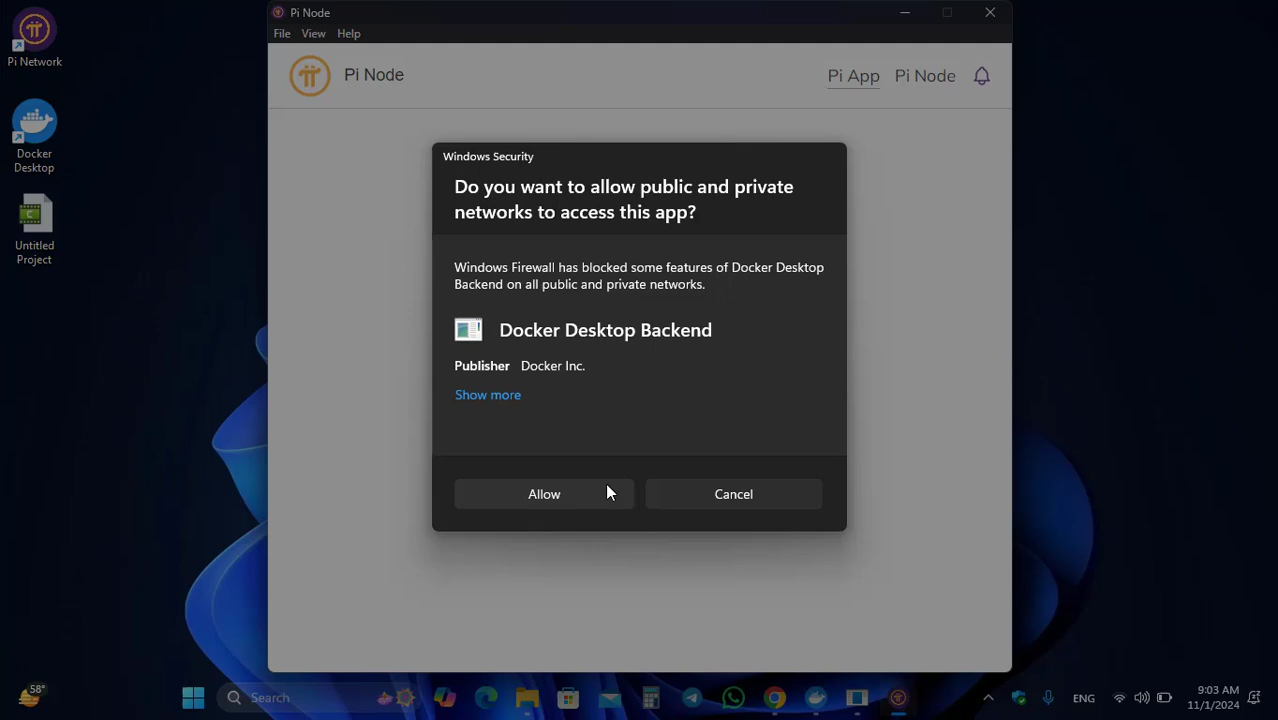 Pi Network
Docker
Desktop
Untitled
Project
Pi Node
File View Help
Pi Node
Pi App Pi Node
Windows Security
Do you want to allow public and private
networks to access this app?
Windows Firewall has blocked some features of Docker Desktop
Backend on all public and private networks.
Docker Desktop Backend
Publisher Docker Inc.
Show more
Allow Cancel
58°
Search
ENG
9:03 AM
11/1/2024